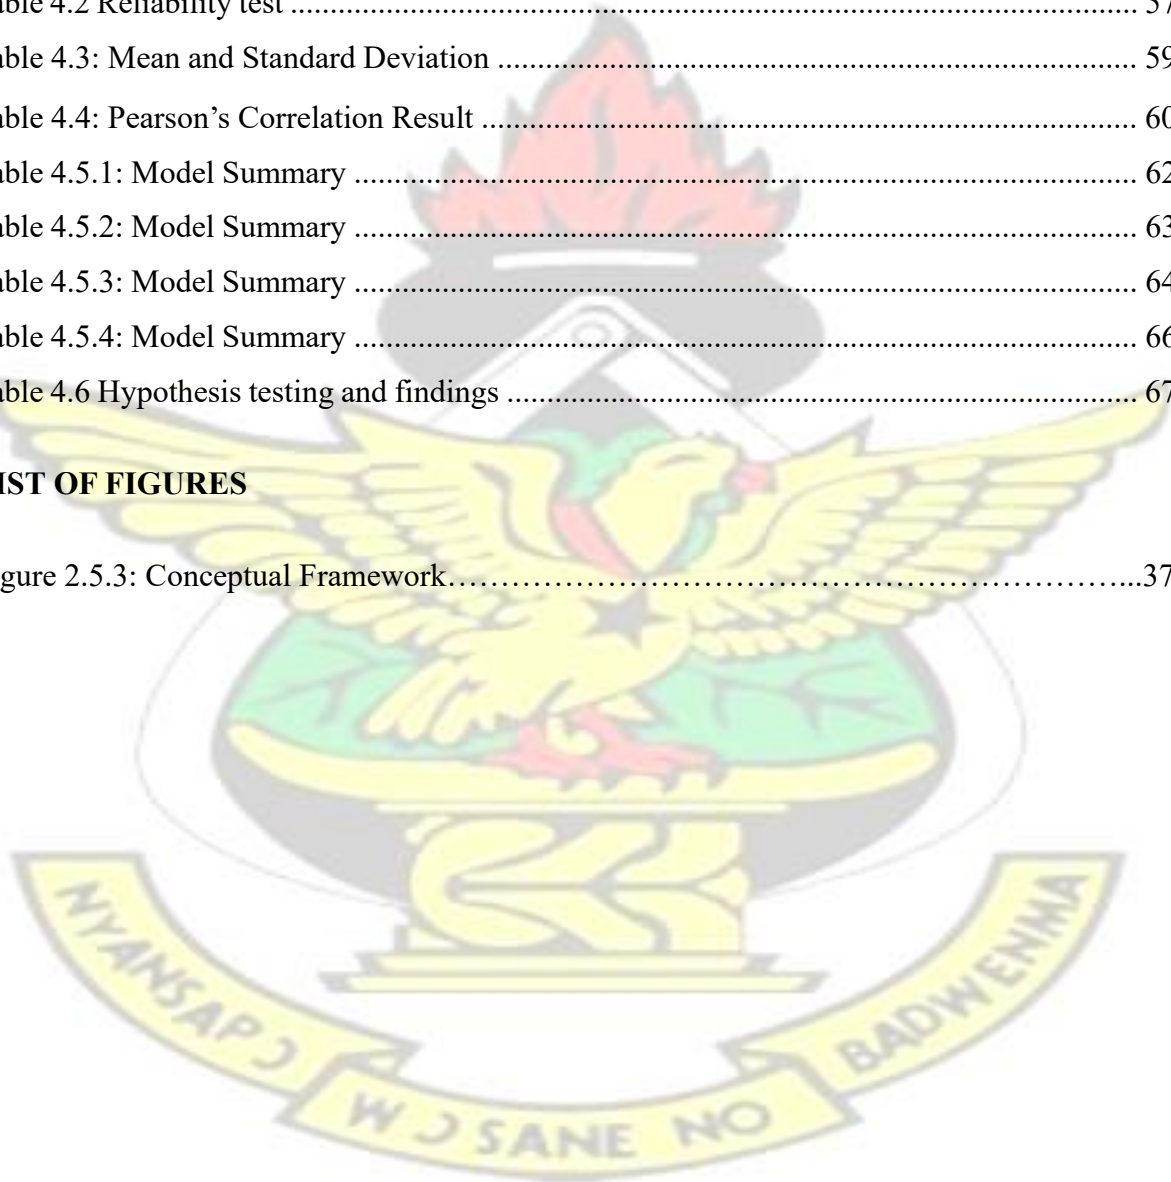 able 4.2 Reliability test ........................................................................................................... 57
able 4.3: Mean and Standard Deviation ................................................................................ 59
able 4.4: Pearson’s Correlation Result .................................................................................. 60
able 4.5.1: Model Summary .................................................................................................. 62
able 4.5.2: Model Summary .................................................................................................. 63
able 4.5.3: Model Summary .................................................................................................. 64
able 4.5.4: Model Summary .................................................................................................. 66
able 4.6 Hypothesis testing and findings ............................................................................... 67
IST OF FIGURES
gure 2.5.3: Conceptual Framework……………………………………………………………...37
NYANSAPƆ WƆSANE NO BADWENMA